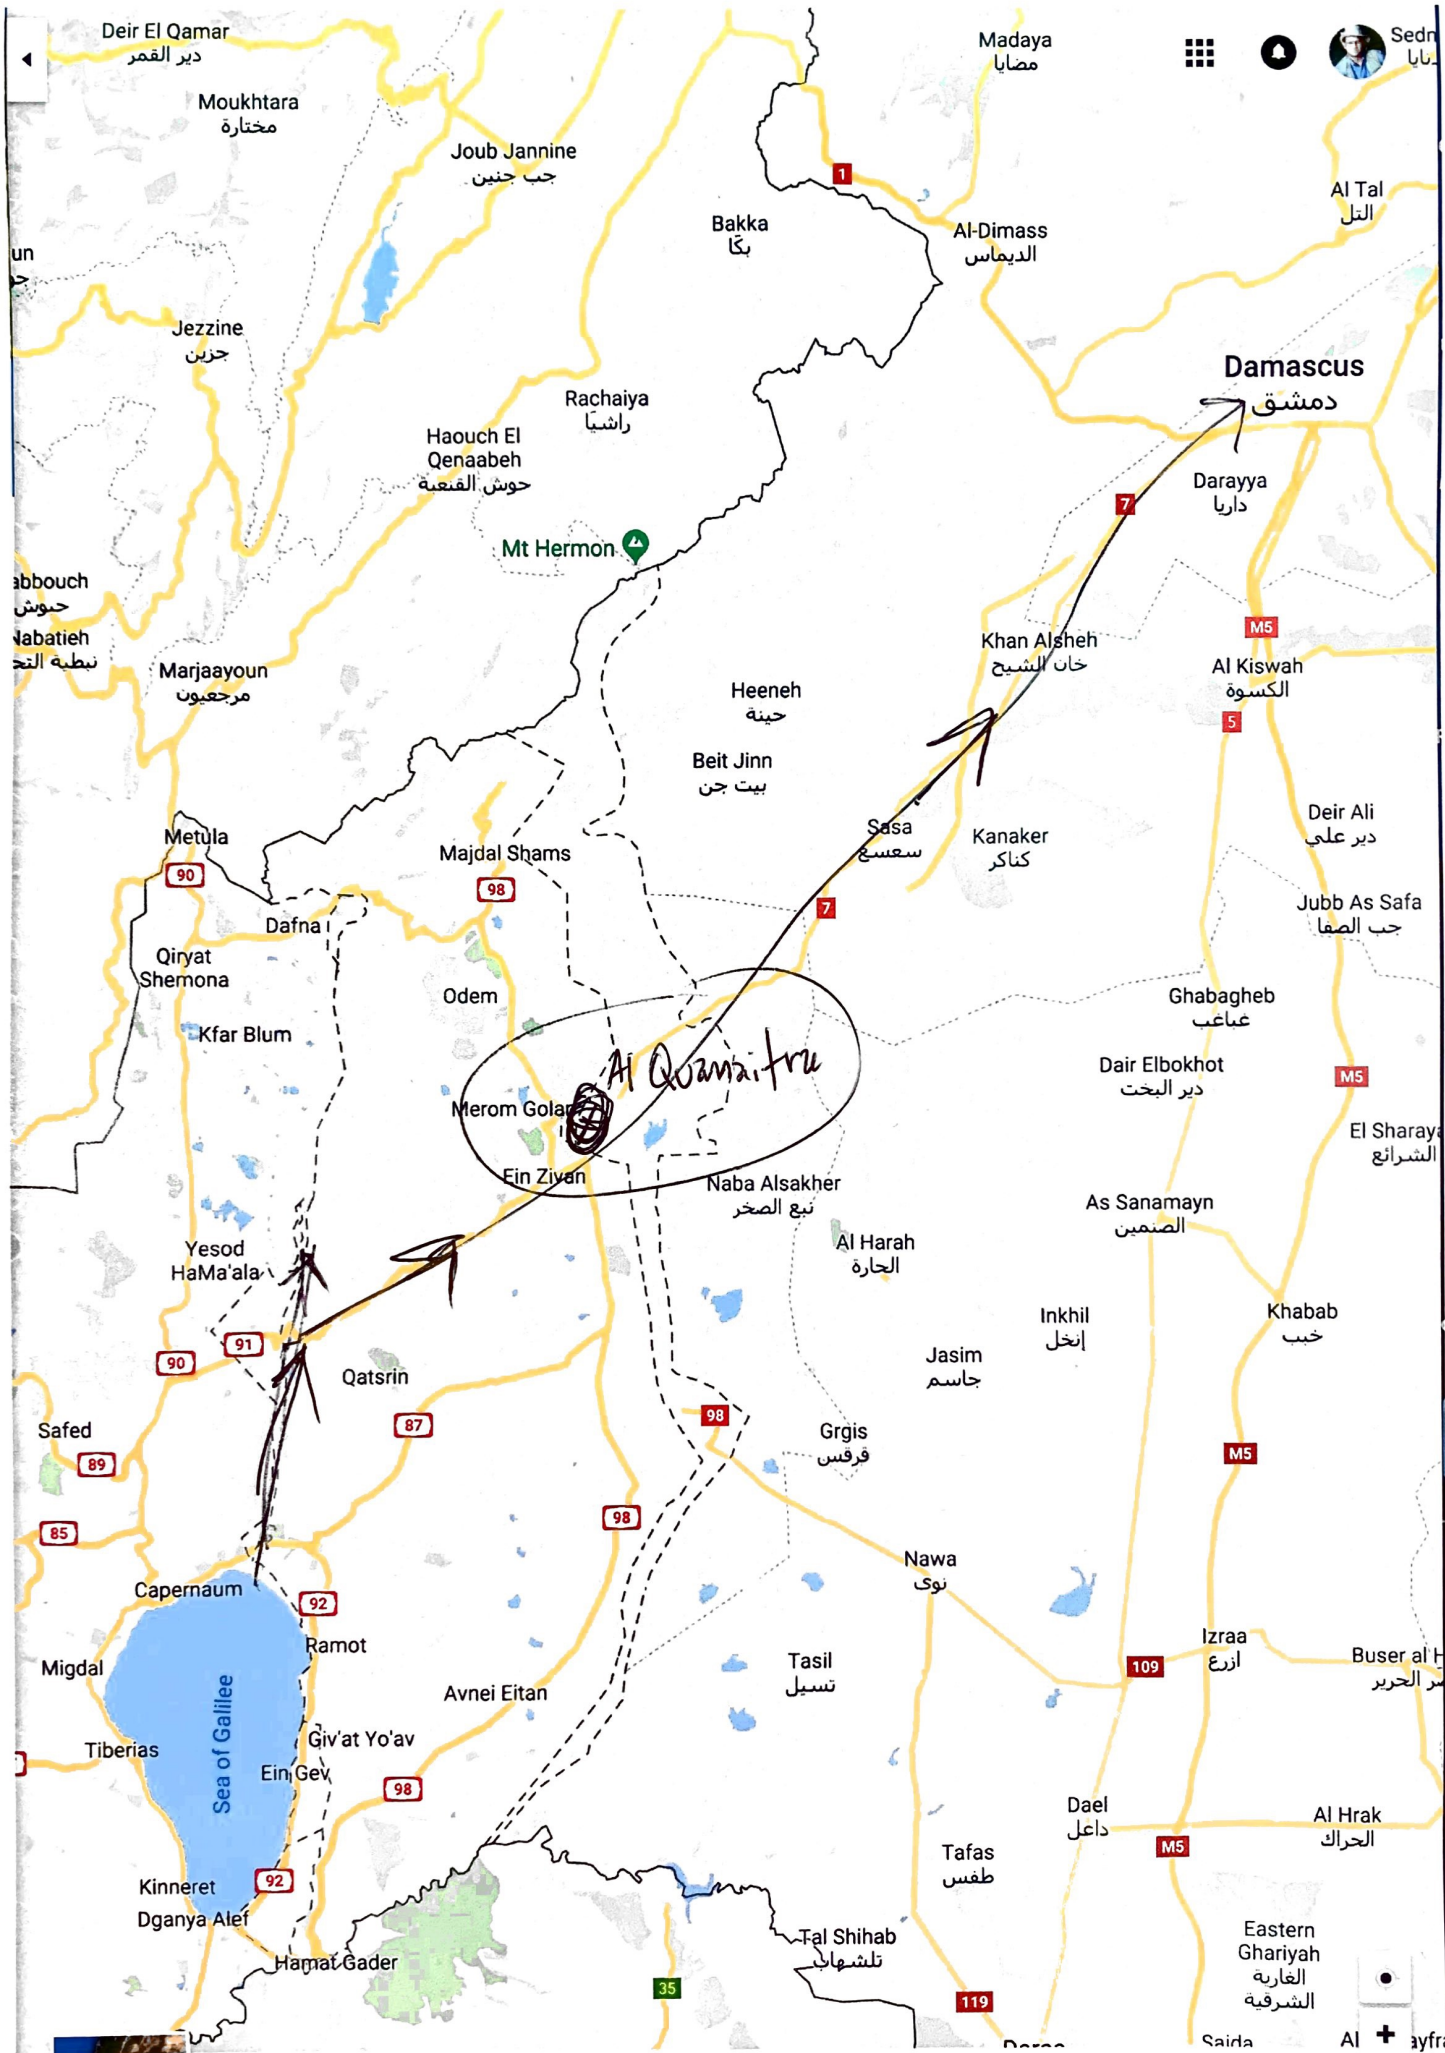 Deir El Qamar
دير القمر
Madaya
مضايا
Moukhtara
مختارة
Joub Jannine
جب جنين
1
Al Tal
التل
Bakka
بكّا
Al-Dimass
الديماس
Jezzine
جزين
Damascus
دمشق
Rachaiya
راشيّا
Haouch El
Qenaabeh
حوش القنعبة
Darayya
داريا
7
Mt Hermon
M5
Khan Alsheh
خان الشيح
Marjaayoun
مرجعيون
Al Kiswah
الكسوة
Heeneh
حينة
5
Beit Jinn
بيت جن
Deir Ali
دير علي
Metula
Sasa
سعسع
Kanaker
كناكر
Majdal Shams
90
98
7
Jubb As Safa
جب الصفا
Dafna
Qiryat
Shemona
Odem
Ghabagheb
غباغب
Kfar Blum
Al Quanaitra
Dair Elbokhot
دير البخت
M5
Merom Golan
El Sharaya
الشرائع
Ein Zivan
Naba Alsakher
نبع الصخر
As Sanamayn
الصنمين
Yesod
HaMa'ala
Al Harah
الحارة
Inkhil
إنخل
Khabab
خبب
91
90
Qatsrin
Jasim
جاسم
98
87
Safed
Grgis
قرقس
M5
89
98
85
Nawa
نوى
Capernaum
92
Ramot
Izraa
ازرع
Migdal
Tasil
تسيل
109
Buser al H
Avnei Eitan
Sea of Galilee
Tiberias
Giv'at Yo'av
Ein Gev
98
Dael
داعل
Al Hrak
الحراك
M5
Tafas
طفس
Kinneret
92
Dganya Alef
Tal Shihab
تلشهاب
Eastern
Ghariyah
الغارية
الشرقية
Hamat Gader
35
119
Saida